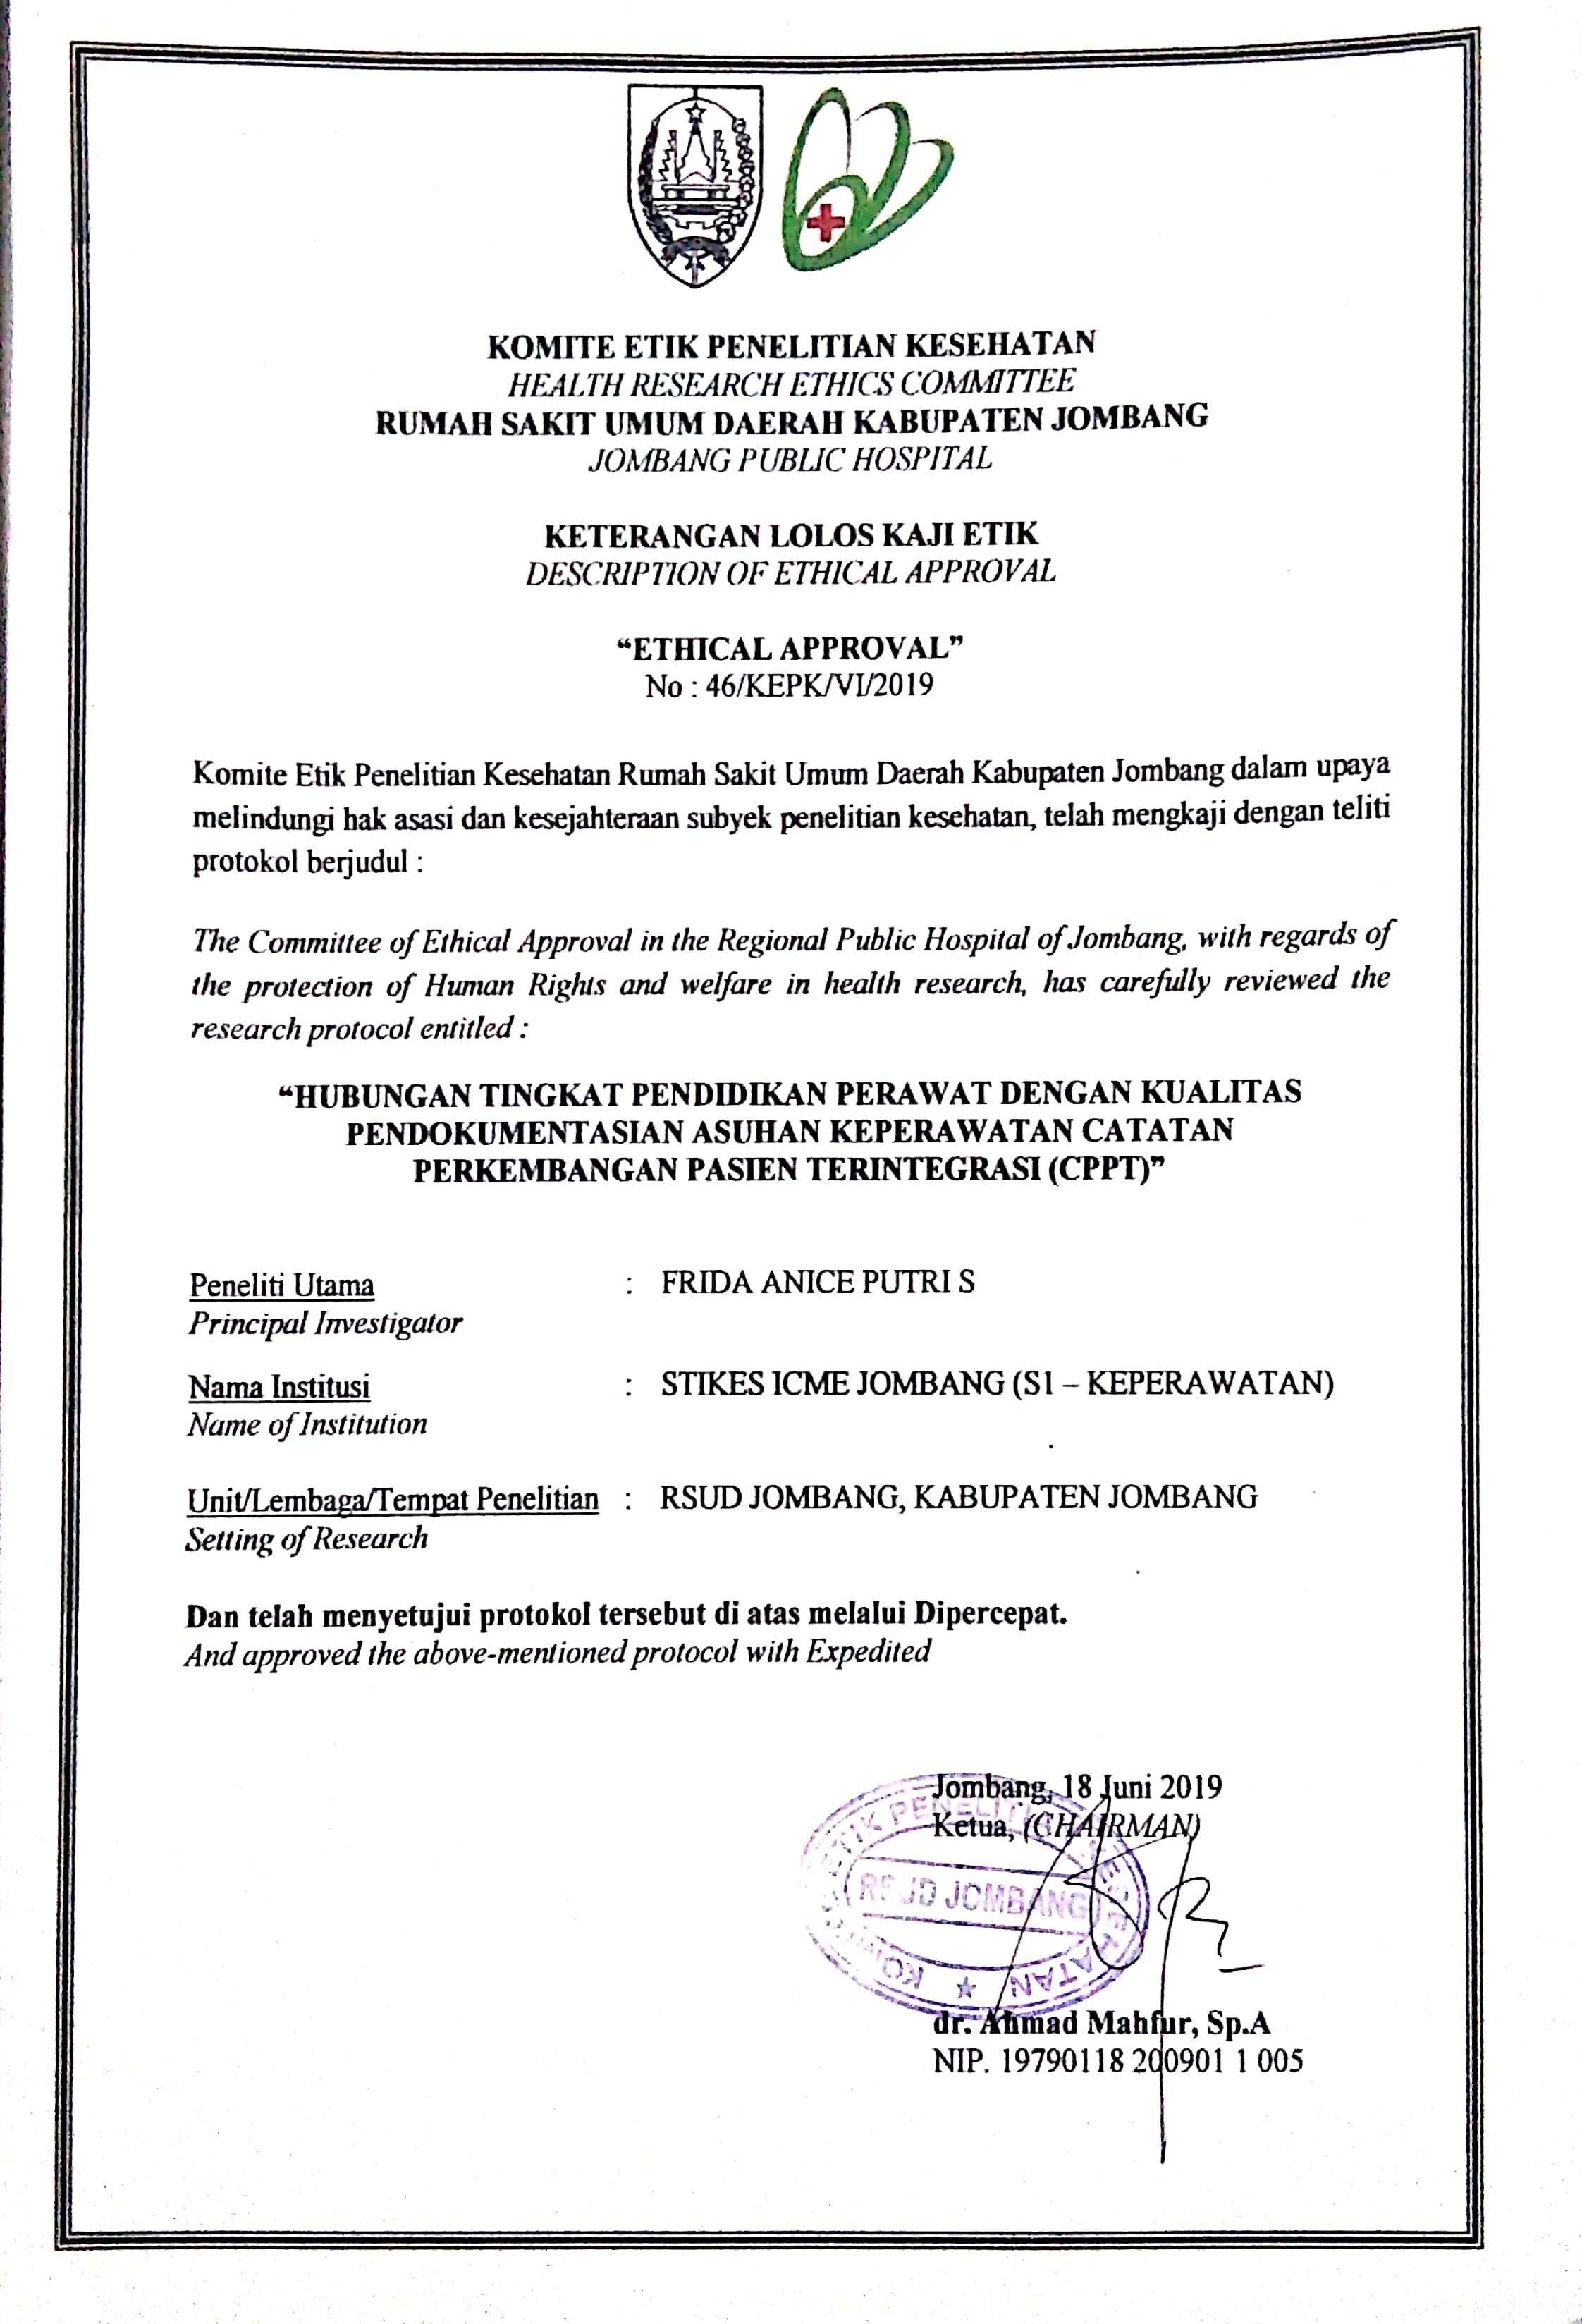 KOMITE ETIK PENELITIAN KESEHATAN
HEALTH RESEARCH ETHICS COMMITTEE
RUMAH SAKIT UMUM DAERAH KABUPATEN JOMBANG
JOMBANG PUBLIC HOSPITAL
KETERANGAN LOLOS KAJI ETIK
DESCRIPTION OF ETHICAL APPROVAL
“ETHICAL APPROVAL”
No : 46/KEPK/VI/2019
Komite Etik Penelitian Kesehatan Rumah Sakit Umum Daerah Kabupaten Jombang dalam upaya
melindungi hak asasi dan kesejahteraan subyek penelitian kesehatan, telah mengkaji dengan teliti
protokol berjudul :
The Committee of Ethical Approval in the Regional Public Hospital of Jombang, with regards of
the protection of Human Rights and welfare in health research, has carefully reviewed the
research protocol entitled :
“HUBUNGAN TINGKAT PENDIDIKAN PERAWAT DENGAN KUALITAS
PENDOKUMENTASIAN ASUHAN KEPERAWATAN CATATAN
PERKEMBANGAN PASIEN TERINTEGRASI (CPPT)”
Peneliti Utama : FRIDA ANICE PUTRI S
Principal Investigator
Nama Institusi : STIKES ICME JOMBANG (S1 – KEPERAWATAN)
Name of Institution
Unit/Lembaga/Tempat Penelitian : RSUD JOMBANG, KABUPATEN JOMBANG
Setting of Research
Dan telah menyetujui protokol tersebut di atas melalui Dipercepat.
And approved the above-mentioned protocol with Expedited
Jombang, 18 Juni 2019
Ketua, (CHAIRMAN)
ETIK
JOMBANG
dr. Ahmad Mahfur, Sp.A
NIP. 19790118 200901 1 005